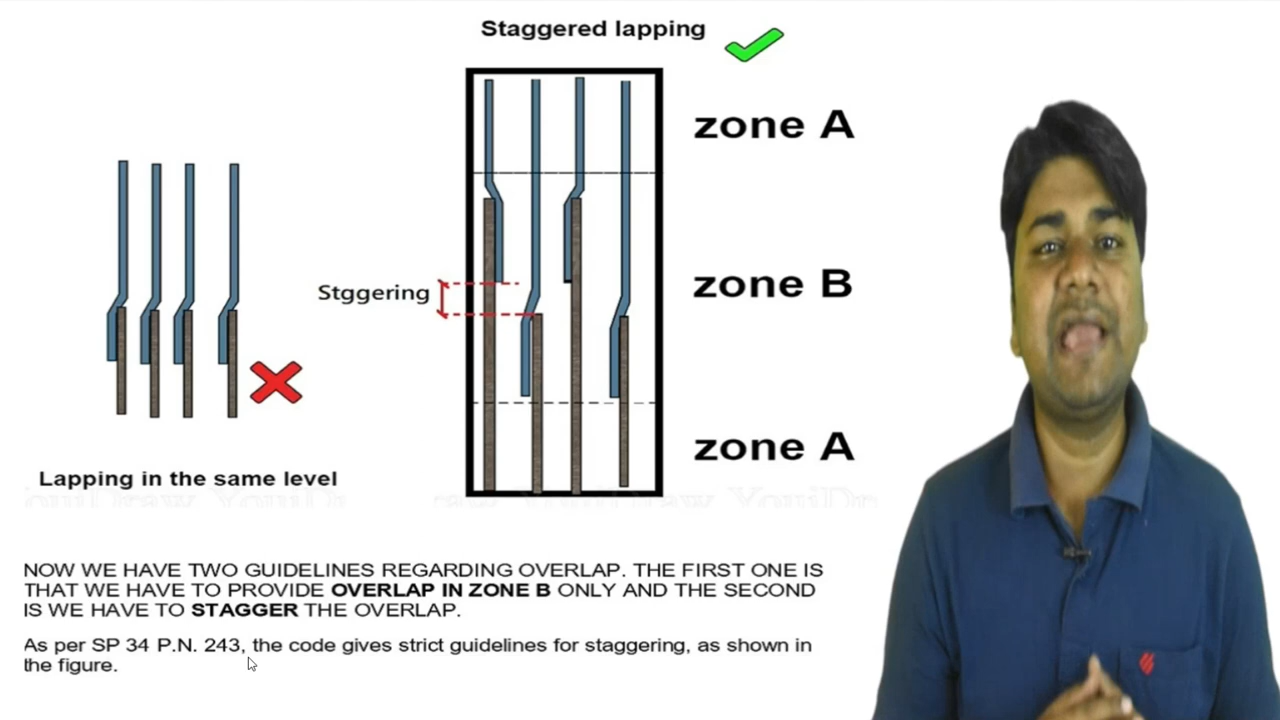 Staggered lapping
zone A
zone B
Stggering
zone A
Lapping in the same level
NOW WE HAVE TWO GUIDELINES REGARDING OVERLAP. THE FIRST ONE IS
THAT WE HAVE TO PROVIDE OVERLAP IN ZONE B ONLY AND THE SECOND
IS WE HAVE TO STAGGER THE OVERLAP.
As per SP 34 P.N. 243, the code gives strict guidelines for staggering, as shown in
the figure.